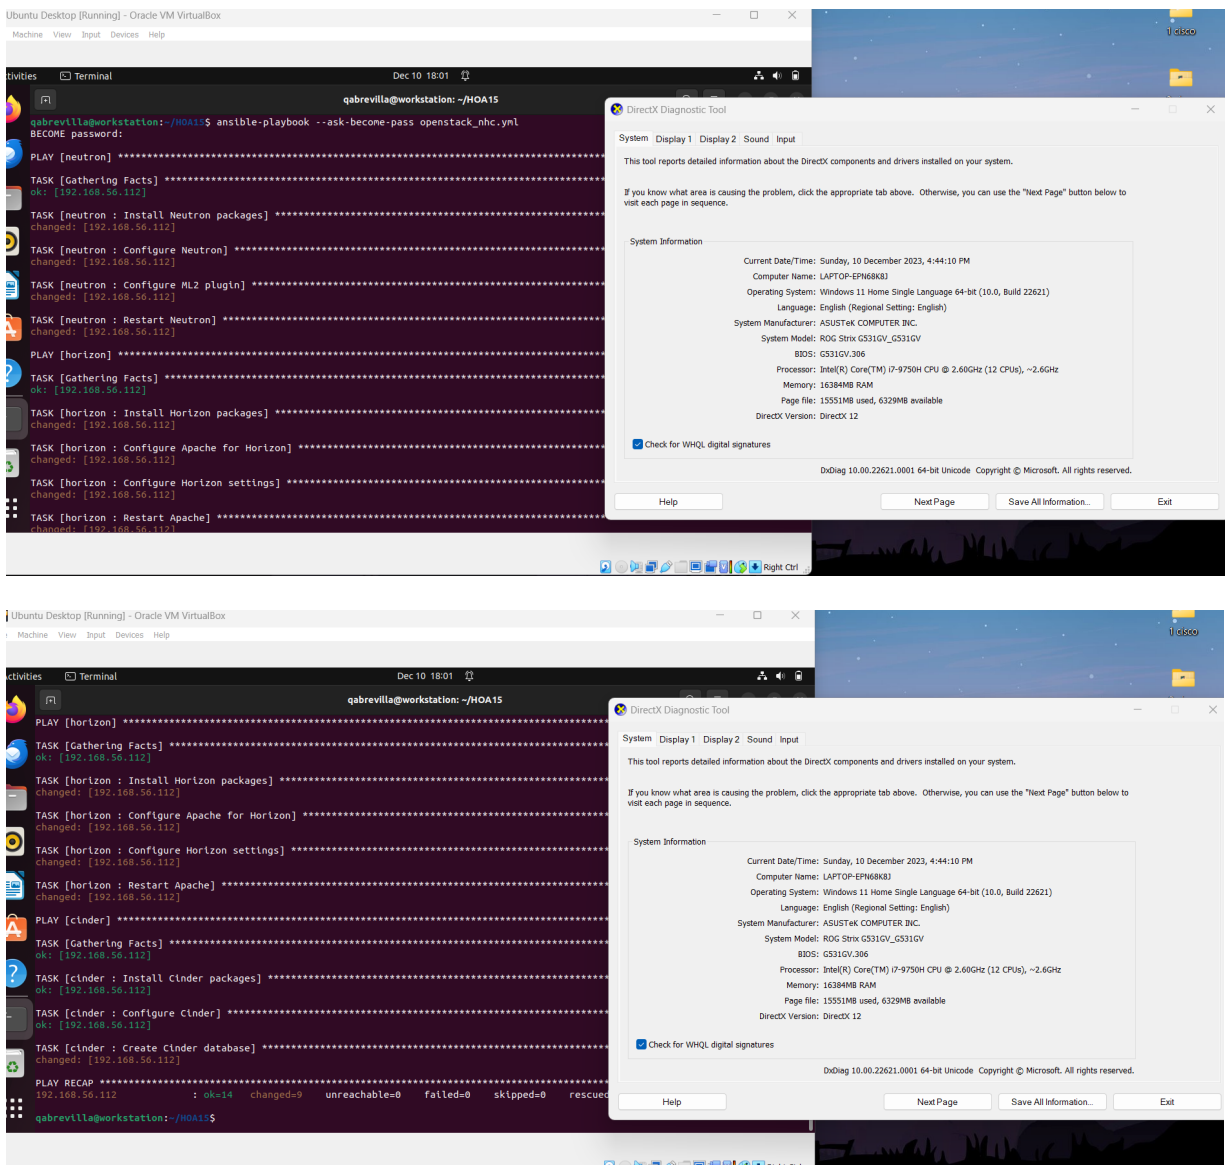 Ubuntu Desktop [Running] - Oracle VM VirtualBox
Machine View Input Devices Help
1 cisco
Terminal
Dec 10 18:01
qabrevilla@workstation: ~/HOA15
qabrevilla@workstation:~/HOA15$ ansible-playbook --ask-become-pass openstack_nhc.yml
BECOME password:
PLAY [neutron] ****
TASK [Gathering Facts] ****
ok: [192.168.56.112]
TASK [neutron : Install Neutron packages] ****
changed: [192.168.56.112]
TASK [neutron : Configure Neutron] ****
changed: [192.168.56.112]
TASK [neutron : Configure ML2 plugin] ****
changed: [192.168.56.112]
TASK [neutron : Restart Neutron] ****
changed: [192.168.56.112]
PLAY [horizon] ****
TASK [Gathering Facts] ****
ok: [192.168.56.112]
TASK [horizon : Install Horizon packages] ****
changed: [192.168.56.112]
TASK [horizon : Configure Apache for Horizon] ****
changed: [192.168.56.112]
TASK [horizon : Configure Horizon settings] ****
changed: [192.168.56.112]
TASK [horizon : Restart Apache] ****
changed: [192.168.56.112]
DirectX Diagnostic Tool
System Display 1 Display 2 Sound Input
This tool reports detailed information about the DirectX components and drivers installed on your system.
If you know what area is causing the problem, click the appropriate tab above. Otherwise, you can use the "Next Page" button below to
visit each page in sequence.
System Information
Current Date/Time: Sunday, 10 December 2023, 4:44:10 PM
Computer Name: LAPTOP-EPN68K8J
Operating System: Windows 11 Home Single Language 64-bit (10.0, Build 22621)
Language: English (Regional Setting: English)
System Manufacturer: ASUSTeK COMPUTER INC.
System Model: ROG Strix G531GV_G531GV
BIOS: G531GV.306
Processor: Intel(R) Core(TM) i7-9750H CPU @ 2.60GHz (12 CPUs), ~2.6GHz
Memory: 16384MB RAM
Page file: 15551MB used, 6329MB available
DirectX Version: DirectX 12
Check for WHQL digital signatures
DxDiag 10.00.22621.0001 64-bit Unicode Copyright © Microsoft. All rights reserved.
Help Next Page Save All Information... Exit
Right Ctrl
Ubuntu Desktop [Running] - Oracle VM VirtualBox
Machine View Input Devices Help
1 cisco
Terminal
Dec 10 18:01
qabrevilla@workstation: ~/HOA15
PLAY [horizon] ****
TASK [Gathering Facts] ****
ok: [192.168.56.112]
TASK [horizon : Install Horizon packages] ****
changed: [192.168.56.112]
TASK [horizon : Configure Apache for Horizon] ****
changed: [192.168.56.112]
TASK [horizon : Configure Horizon settings] ****
changed: [192.168.56.112]
TASK [horizon : Restart Apache] ****
changed: [192.168.56.112]
PLAY [cinder] ****
TASK [Gathering Facts] ****
ok: [192.168.56.112]
TASK [cinder : Install Cinder packages] ****
ok: [192.168.56.112]
TASK [cinder : Configure Cinder] ****
ok: [192.168.56.112]
TASK [cinder : Create Cinder database] ****
changed: [192.168.56.112]
PLAY RECAP ****
192.168.56.112 : ok=14 changed=9 unreachable=0 failed=0 skipped=0 rescued
qabrevilla@workstation:~/HOA15$
DirectX Diagnostic Tool
System Display 1 Display 2 Sound Input
This tool reports detailed information about the DirectX components and drivers installed on your system.
If you know what area is causing the problem, click the appropriate tab above. Otherwise, you can use the "Next Page" button below to
visit each page in sequence.
System Information
Current Date/Time: Sunday, 10 December 2023, 4:44:10 PM
Computer Name: LAPTOP-EPN68K8J
Operating System: Windows 11 Home Single Language 64-bit (10.0, Build 22621)
Language: English (Regional Setting: English)
System Manufacturer: ASUSTeK COMPUTER INC.
System Model: ROG Strix G531GV_G531GV
BIOS: G531GV.306
Processor: Intel(R) Core(TM) i7-9750H CPU @ 2.60GHz (12 CPUs), ~2.6GHz
Memory: 16384MB RAM
Page file: 15551MB used, 6329MB available
DirectX Version: DirectX 12
Check for WHQL digital signatures
DxDiag 10.00.22621.0001 64-bit Unicode Copyright © Microsoft. All rights reserved.
Help Next Page Save All Information... Exit